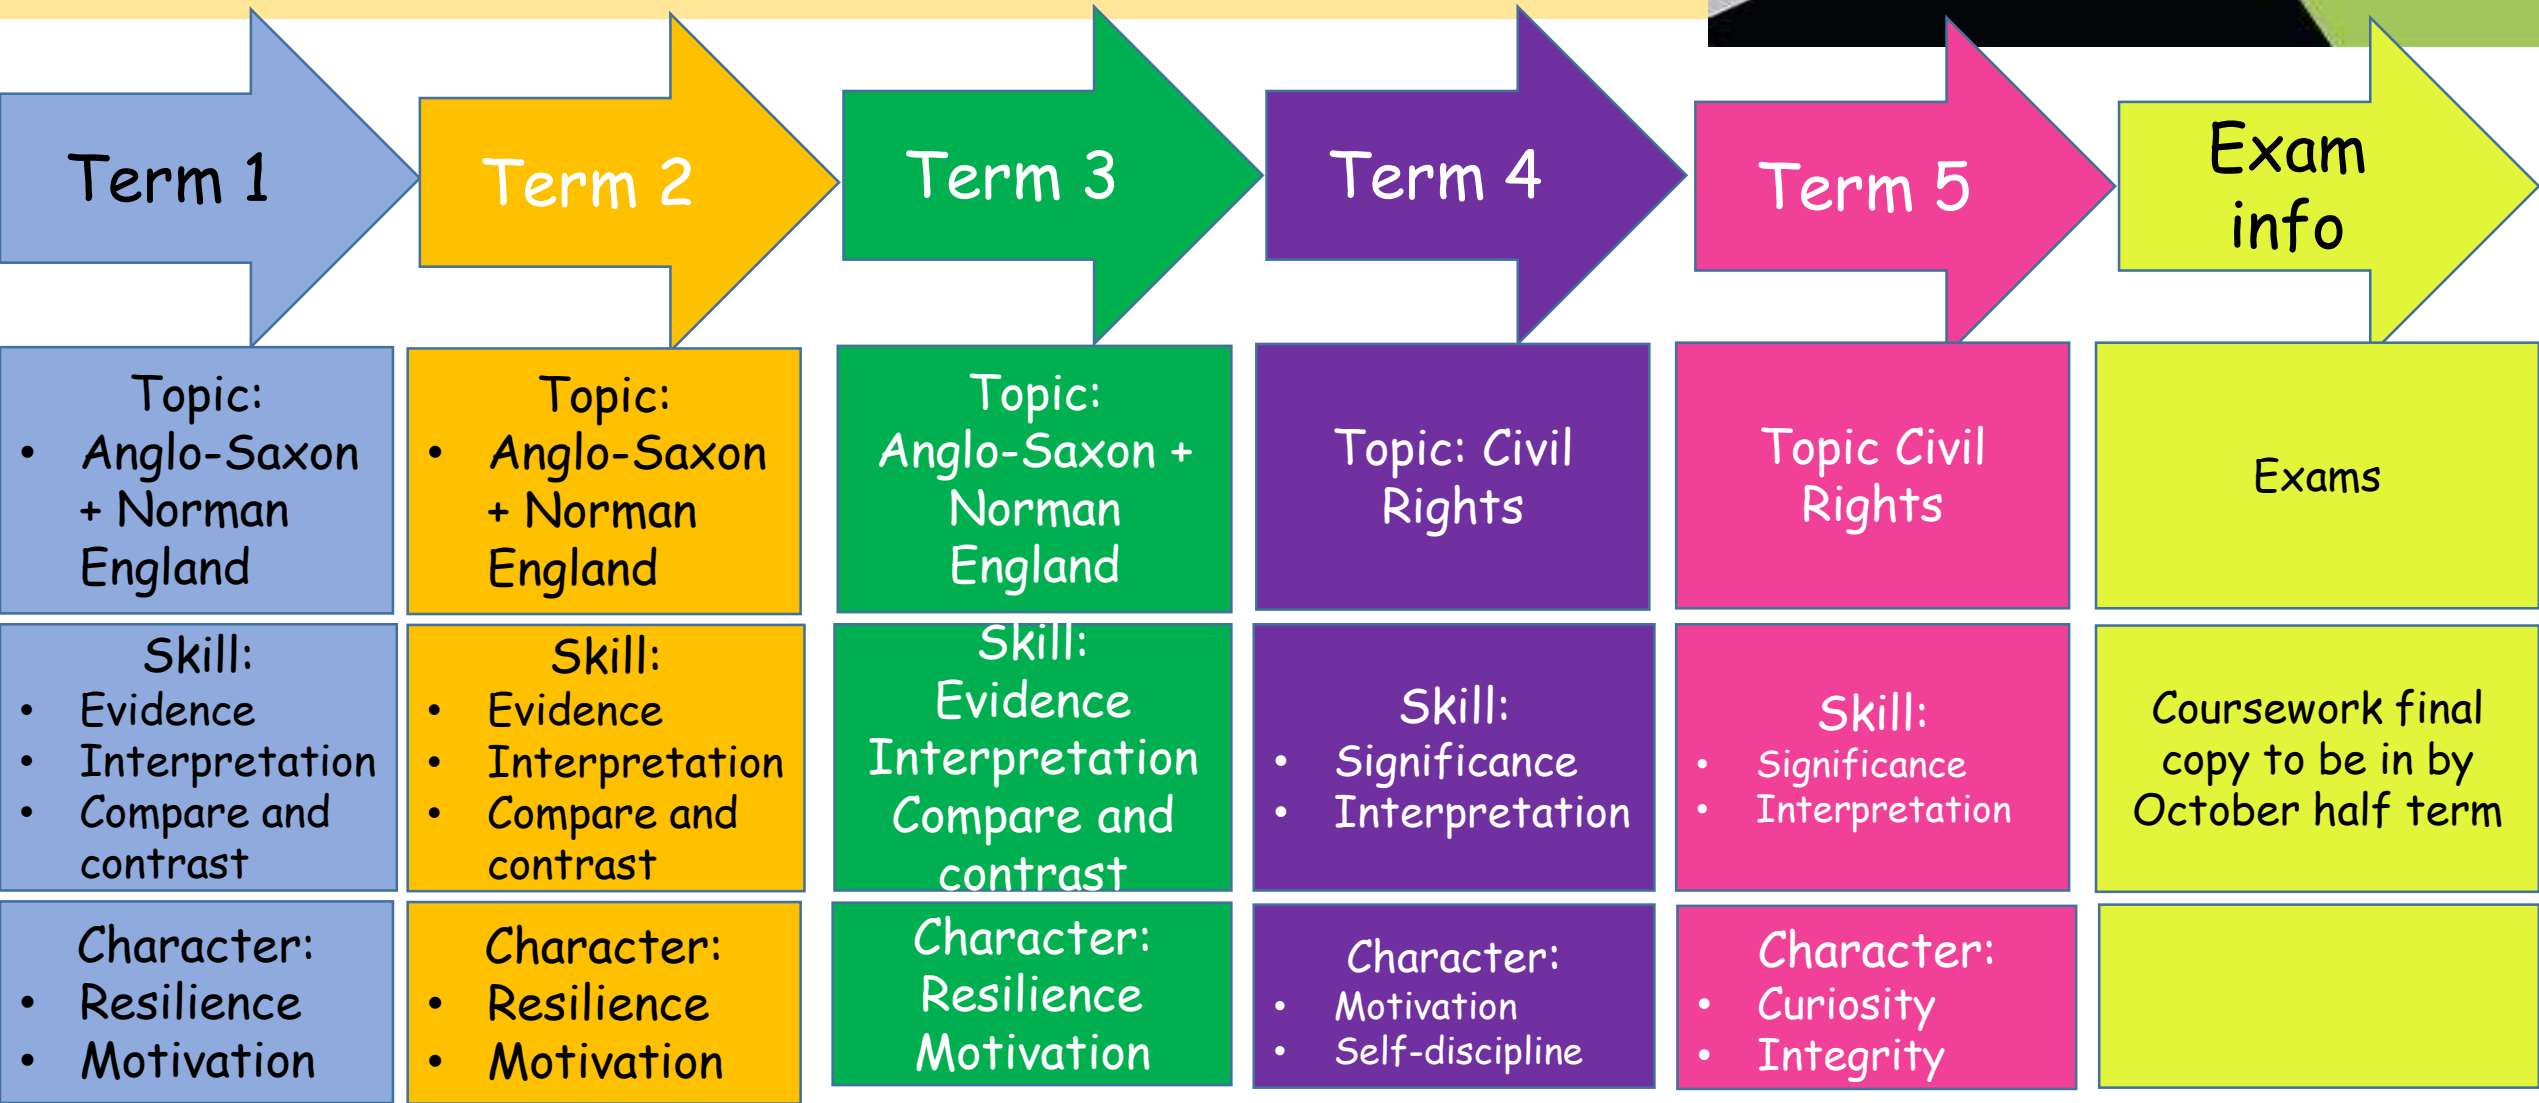 Term 1
Term 2
Term 3
Term 4
Term 5
Exam
info
Topic:
• Anglo-Saxon
+ Norman
England
Topic:
• Anglo-Saxon
+ Norman
England
Topic:
Anglo-Saxon +
Norman
England
Topic: Civil
Rights
Topic Civil
Rights
Exams
Skill:
• Evidence
• Interpretation
• Compare and
contrast
Skill:
• Evidence
• Interpretation
• Compare and
contrast
Skill:
Evidence
Interpretation
Compare and
contrast
Skill:
• Significance
• Interpretation
Skill:
• Significance
• Interpretation
Coursework final
copy to be in by
October half term
Character:
• Resilience
• Motivation
Character:
• Resilience
• Motivation
Character:
Resilience
Motivation
Character:
• Motivation
• Self-discipline
Character:
• Curiosity
• Integrity